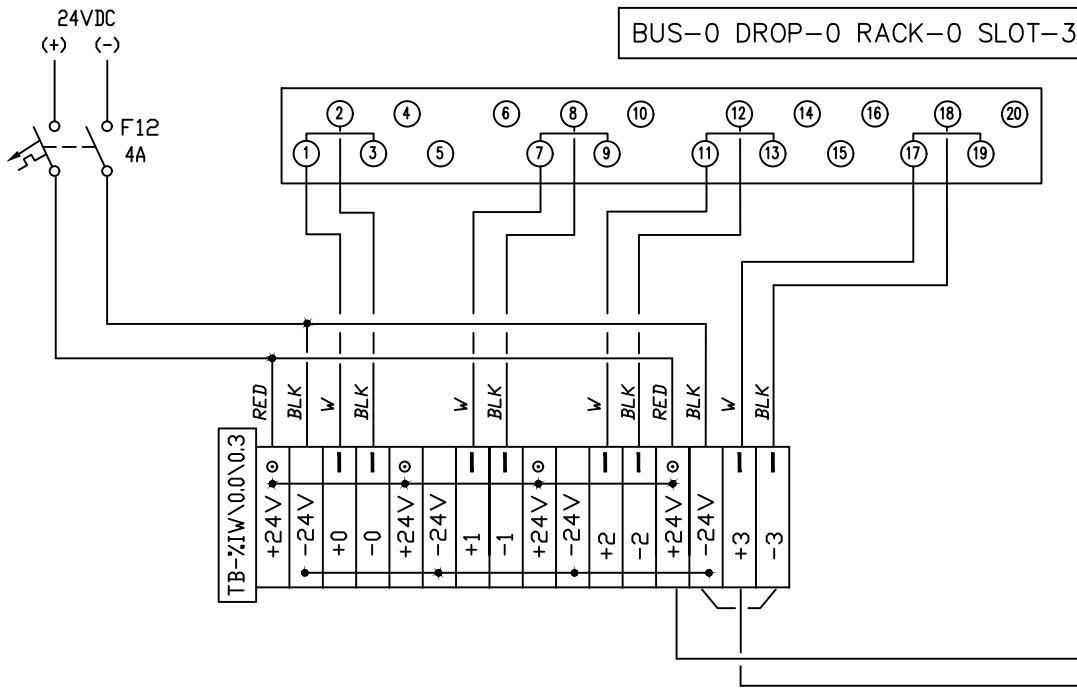 24VDC
(+) (-)
BUS-0 DROP-0 RACK-0 SLOT-3
F12
4A
2 4 6 8 10 12 14 16 18 20
1 3 5 7 9 11 13 15 17 19
RED BLK W BLK W BLK W BLK RED BLK W BLK
TB-%IW\0.0\0.3
+24V -24V +0 -0 +24V -24V +1 -1 +24V -24V +2 -2 +24V -24V +3 -3